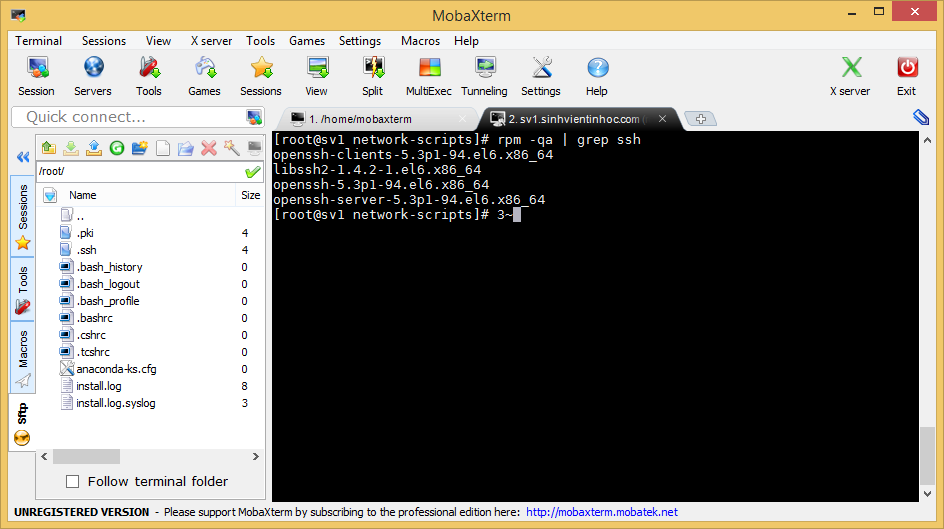 MobaXterm
Terminal Sessions View X server Tools Games Settings Macros Help
Session Servers Tools Games Sessions View Split MultiExec Tunneling Settings Help X server Exit
Quick connect...
1. /home/mobaxterm
2. sv1.sinhvientinhoc.com (
/root/
Name Size
..
.pki 4
.ssh 4
.bash_history 0
.bash_logout 0
.bash_profile 0
.bashrc 0
.cshrc 0
.tcshrc 0
anaconda-ks.cfg 0
install.log 8
install.log.syslog 3
Follow terminal folder
Sessions
Tools
Macros
Sftp
[root@sv1 network-scripts]# rpm -qa | grep ssh
openssh-clients-5.3p1-94.el6.x86_64
libssh2-1.4.2-1.el6.x86_64
openssh-5.3p1-94.el6.x86_64
openssh-server-5.3p1-94.el6.x86_64
[root@sv1 network-scripts]# 3~
UNREGISTERED VERSION - Please support MobaXterm by subscribing to the professional edition here: http://mobaxterm.mobatek.net